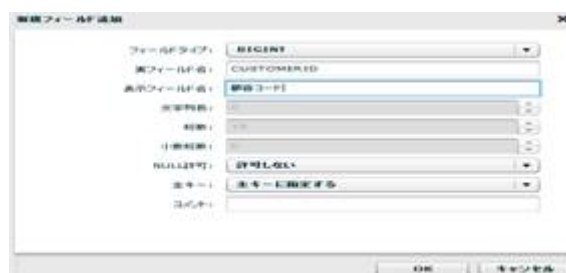 新規フィールド追加
フィールドタイプ: BIGINT
実フィールド名: CUSTOMERID
表示フィールド名: 顧客コード
文字列長: 0
桁数: 19
小数桁数: 0
NULL許可: 許可しない
主キー: 主キーに指定する
コメント:
OK キャンセル